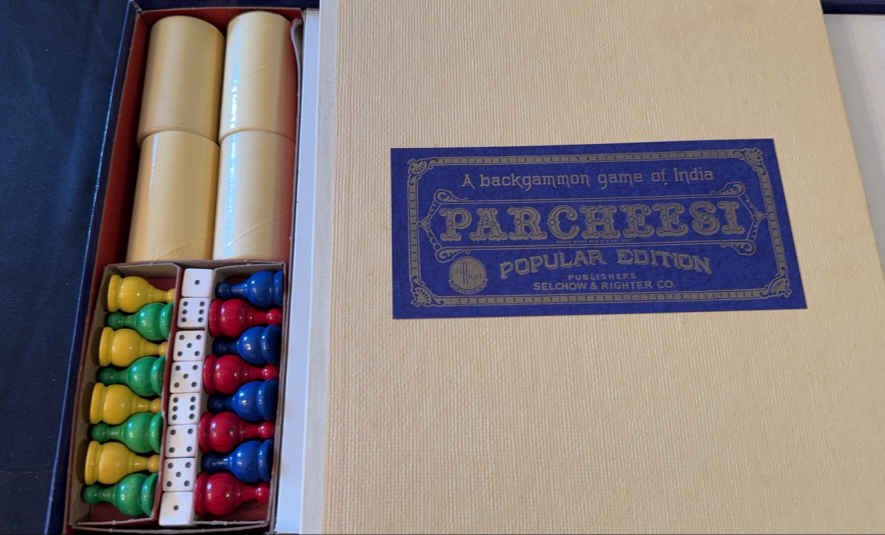 A backgammon game of India
PARCHEESI
POPULAR EDITION
PUBLISHERS
SELCHOW & RIGHTER CO.